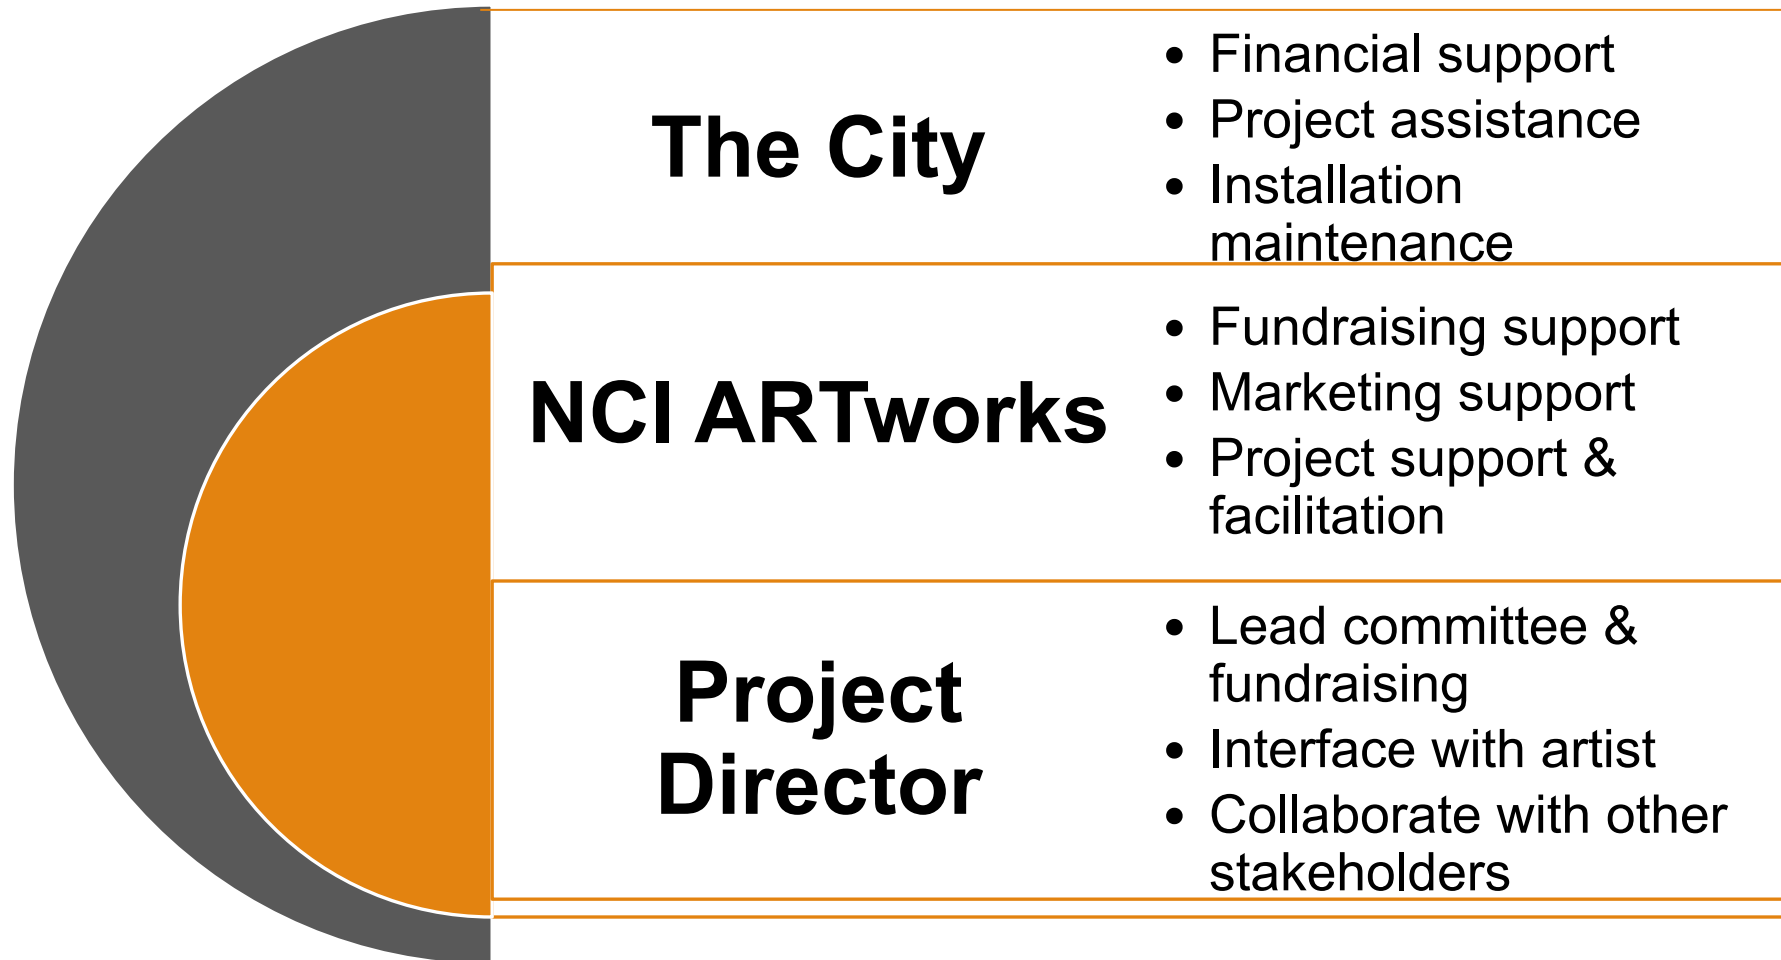 The City
• Financial support
• Project assistance
• Installation
maintenance
NCI ARTworks
• Fundraising support
• Marketing support
• Project support &
facilitation
Project
Director
• Lead committee &
fundraising
• Interface with artist
• Collaborate with other
stakeholders